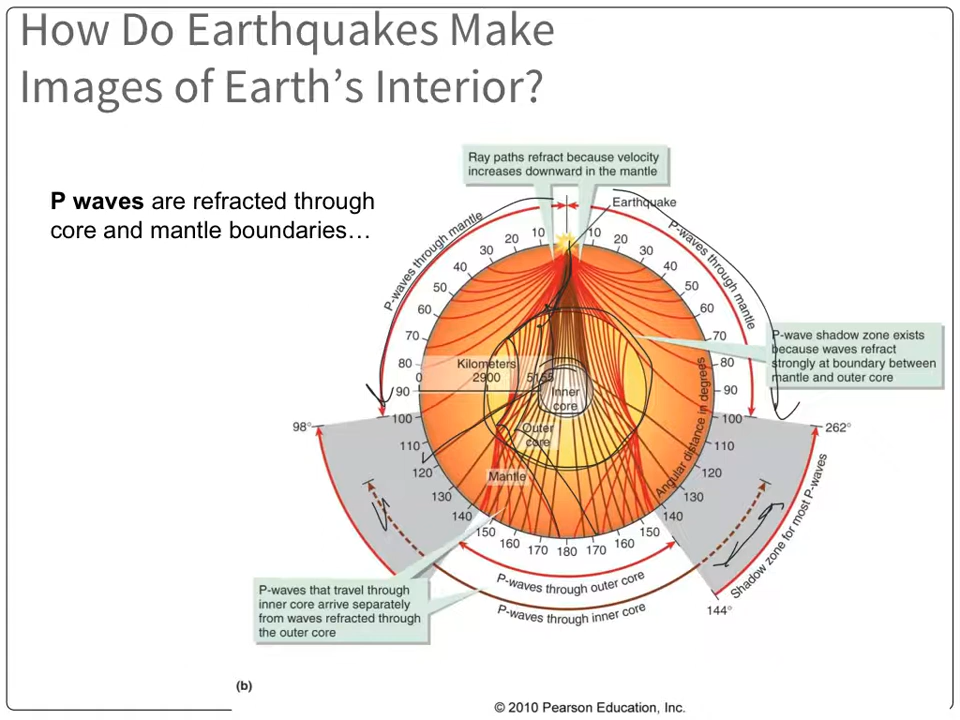 How Do Earthquakes Make
Images of Earth's Interior?
P waves are refracted through
core and mantle boundaries…
Ray paths refract because velocity
increases downward in the mantle
Earthquake
P-waves through mantle
P-waves through mantle
10
20
30
40
50
60
70
80
90
100
110
120
130
140
150
160
170
180
170
160
150
140
130
120
110
100
90
80
70
60
50
40
30
20
10
P-wave shadow zone exists
because waves refract
strongly at boundary between
mantle and outer core
Kilometers
0
2900
5155
Inner
core
Outer
core
Mantle
Angular distance in degrees
98°
262°
144°
Shadow zone for most P-waves
P-waves through outer core
P-waves through inner core
P-waves that travel through
inner core arrive separately
from waves refracted through
the outer core
(b)
© 2010 Pearson Education, Inc.